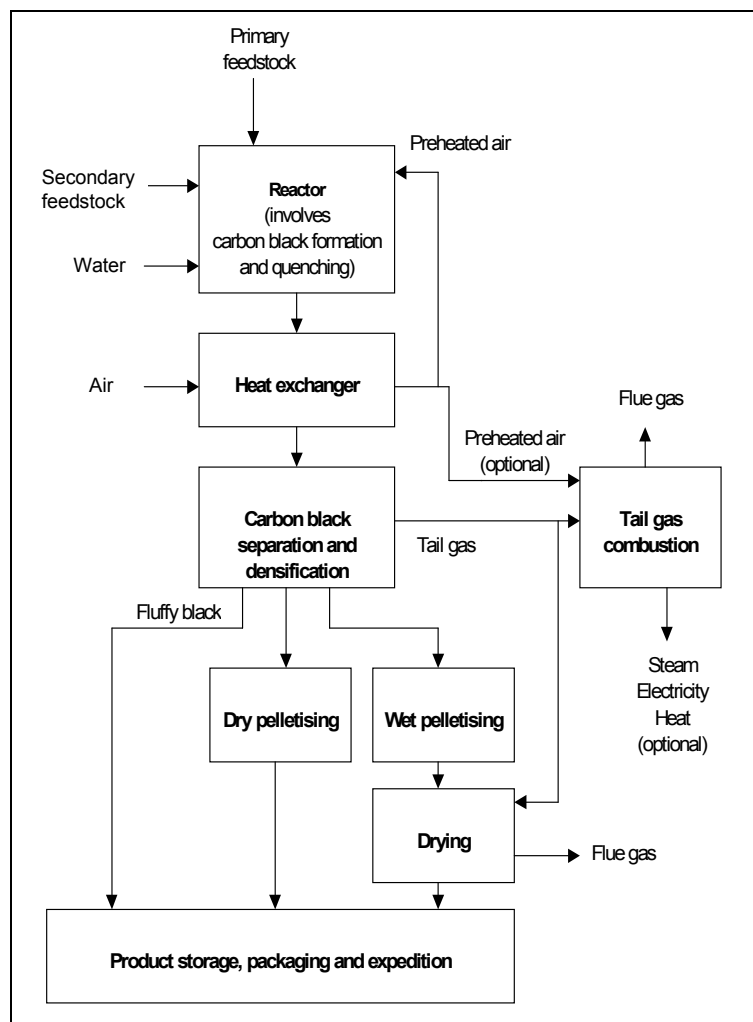 Primary
feedstock
Preheated air
Secondary
feedstock
Reactor
(involves
carbon black formation
and quenching)
Water
Air
Heat exchanger
Flue gas
Preheated air
(optional)
Carbon black
separation and
densification
Tail gas
Tail gas
combustion
Fluffy black
Steam
Electricity
Heat
(optional)
Dry pelletising
Wet pelletising
Drying
Flue gas
Product storage, packaging and expedition